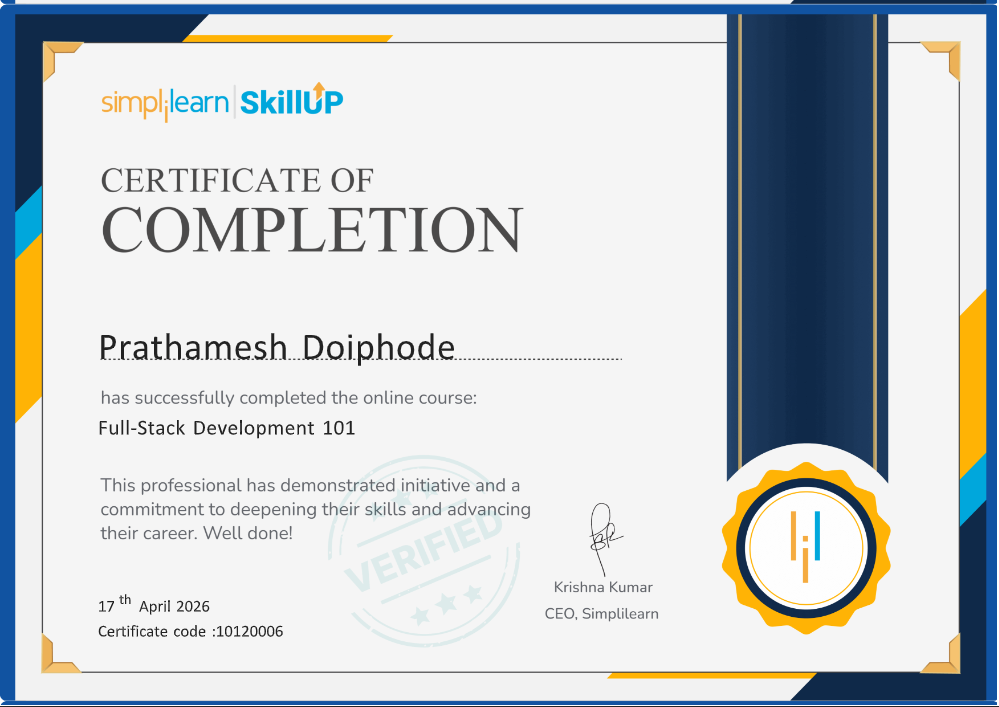 simplilearn | SkillUP
CERTIFICATE OF
COMPLETION
Prathamesh Doiphode
has successfully completed the online course:
Full-Stack Development 101
This professional has demonstrated initiative and a
commitment to deepening their skills and advancing
their career. Well done!
VERIFIED
Krishna Kumar
CEO, Simplilearn
17 th April 2026
Certificate code :10120006